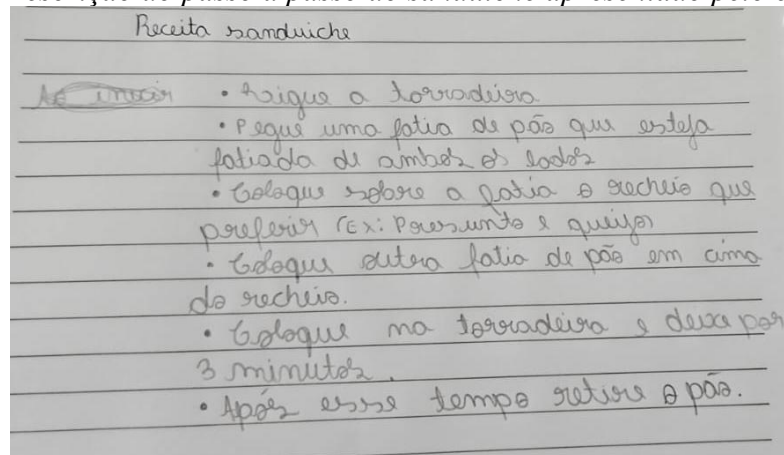 Receita sanduiche
• Ligue a torradeira
• Pegue uma fatia de pão que esteja
fatiada de ambos os lados
• Coloque sobre a fatia o recheio que
preferir (Ex: Presunto e queijo)
• Coloque outra fatia de pão em cima
do recheio.
• Coloque na torradeira e deixe por
3 minutos.
• Após esse tempo retire o pão.